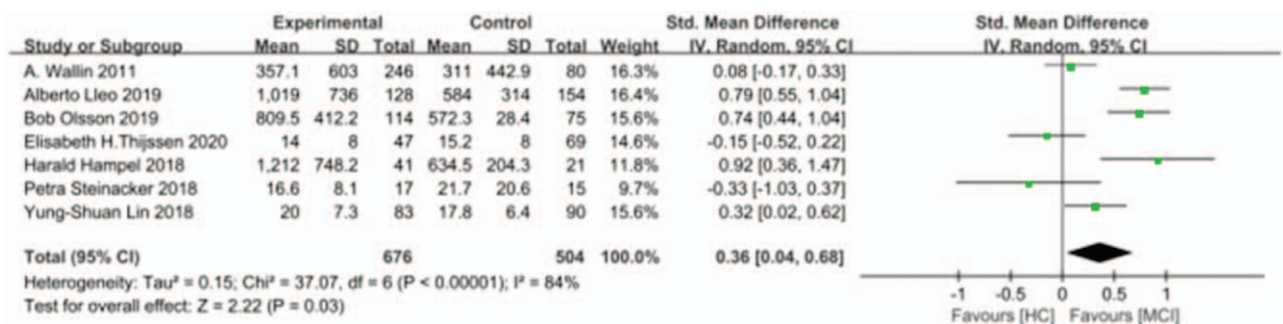 Experimental Control Std. Mean Difference Std. Mean Difference
Study or Subgroup Mean SD Total Mean SD Total Weight IV, Random, 95% CI IV, Random, 95% CI
A. Wallin 2011 357.1 603 246 311 442.9 80 16.3% 0.08 [-0.17, 0.33]
Alberto Lleo 2019 1,019 736 128 584 314 154 16.4% 0.79 [0.55, 1.04]
Bob Olsson 2019 809.5 412.2 114 572.3 28.4 75 15.6% 0.74 [0.44, 1.04]
Elisabeth H.Thijssen 2020 14 8 47 15.2 8 69 14.6% -0.15 [-0.52, 0.22]
Harald Hampel 2018 1,212 748.2 41 634.5 204.3 21 11.8% 0.92 [0.36, 1.47]
Petra Steinacker 2018 16.6 8.1 17 21.7 20.6 15 9.7% -0.33 [-1.03, 0.37]
Yung-Shuan Lin 2018 20 7.3 83 17.8 6.4 90 15.6% 0.32 [0.02, 0.62]
Total (95% CI) 676 504 100.0% 0.36 [0.04, 0.68]
Heterogeneity: Tau² = 0.15; Chi² = 37.07, df = 6 (P < 0.00001); I² = 84%
Test for overall effect: Z = 2.22 (P = 0.03)
-1 -0.5 0 0.5 1
Favours [HC] Favours [MCI]